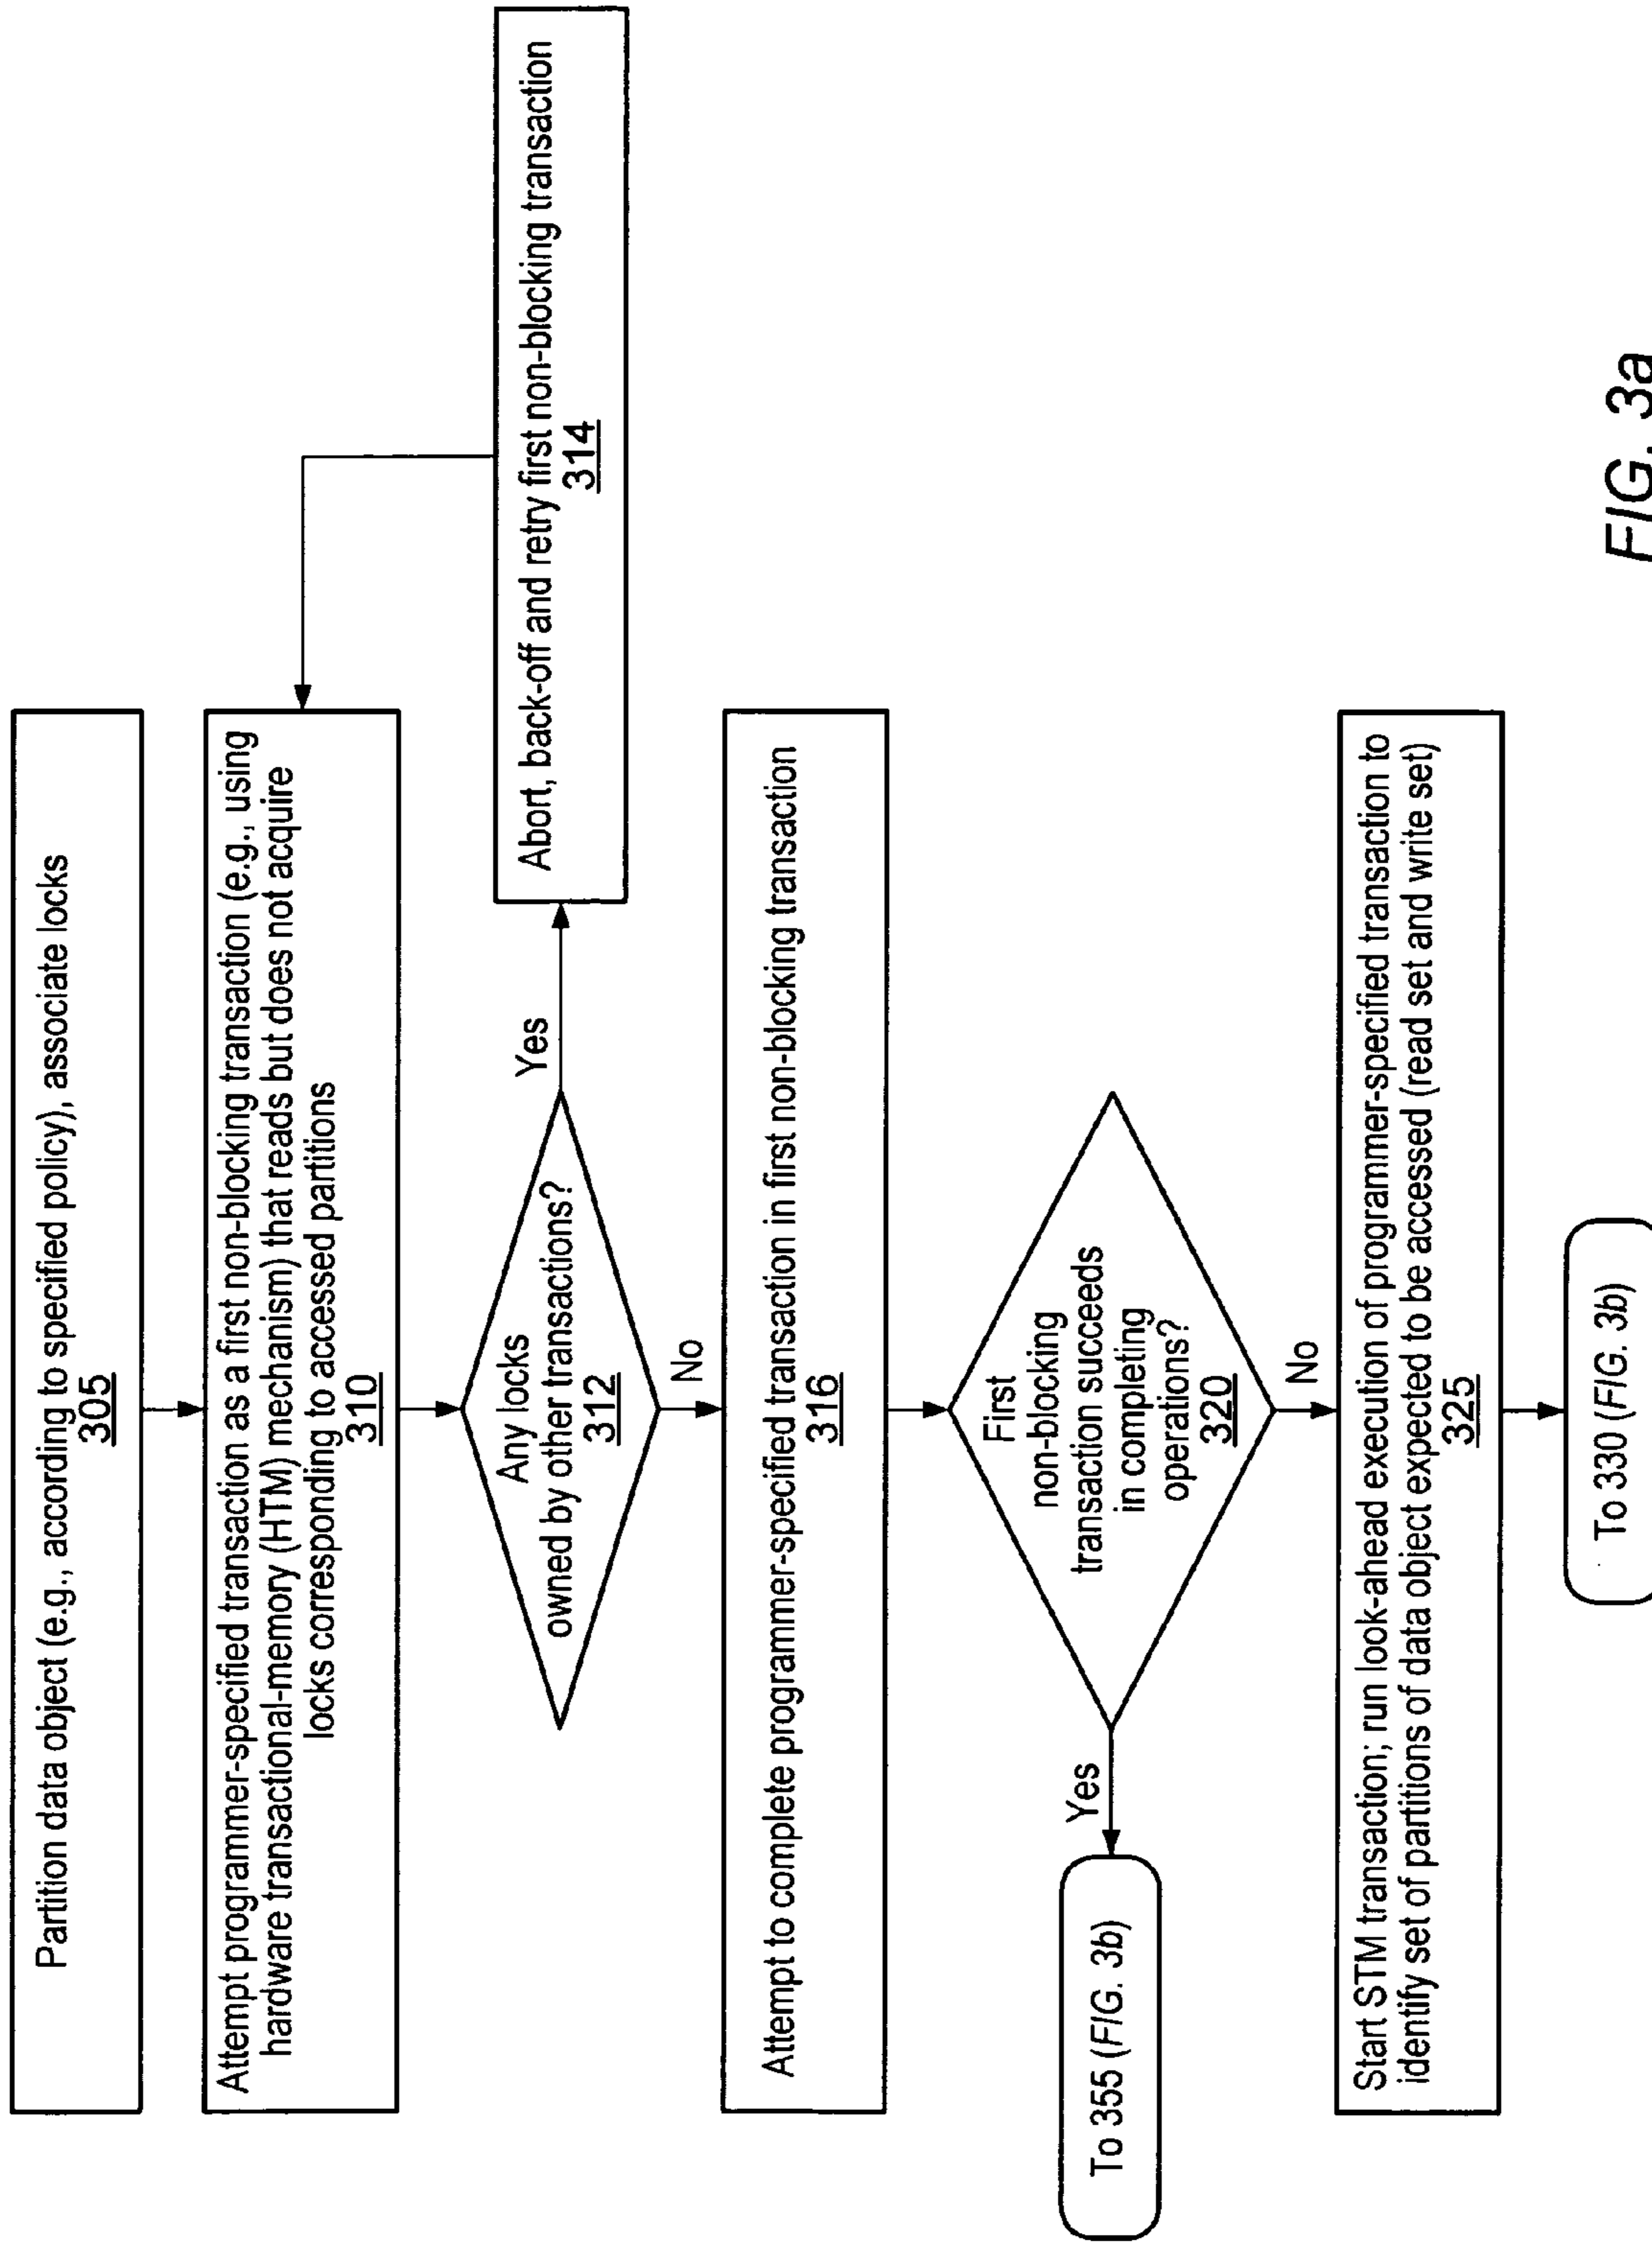 Partition data object (e.g., according to specified policy), associate locks
305
Attempt programmer-specified transaction as a first non-blocking transaction (e.g., using
hardware transactional-memory (HTM) mechanism) that reads but does not acquire
locks corresponding to accessed partitions
310
Any locks
owned by other transactions?
312
Yes
Abort, back-off and retry first non-blocking transaction
314
No
Attempt to complete programmer-specified transaction in first non-blocking transaction
316
First
non-blocking
transaction succeeds
in completing
operations?
320
Yes
To 355 (FIG. 3b)
No
Start STM transaction; run look-ahead execution of programmer-specified transaction to
identify set of partitions of data object expected to be accessed (read set and write set)
325
To 330 (FIG. 3b)
FIG. 3a